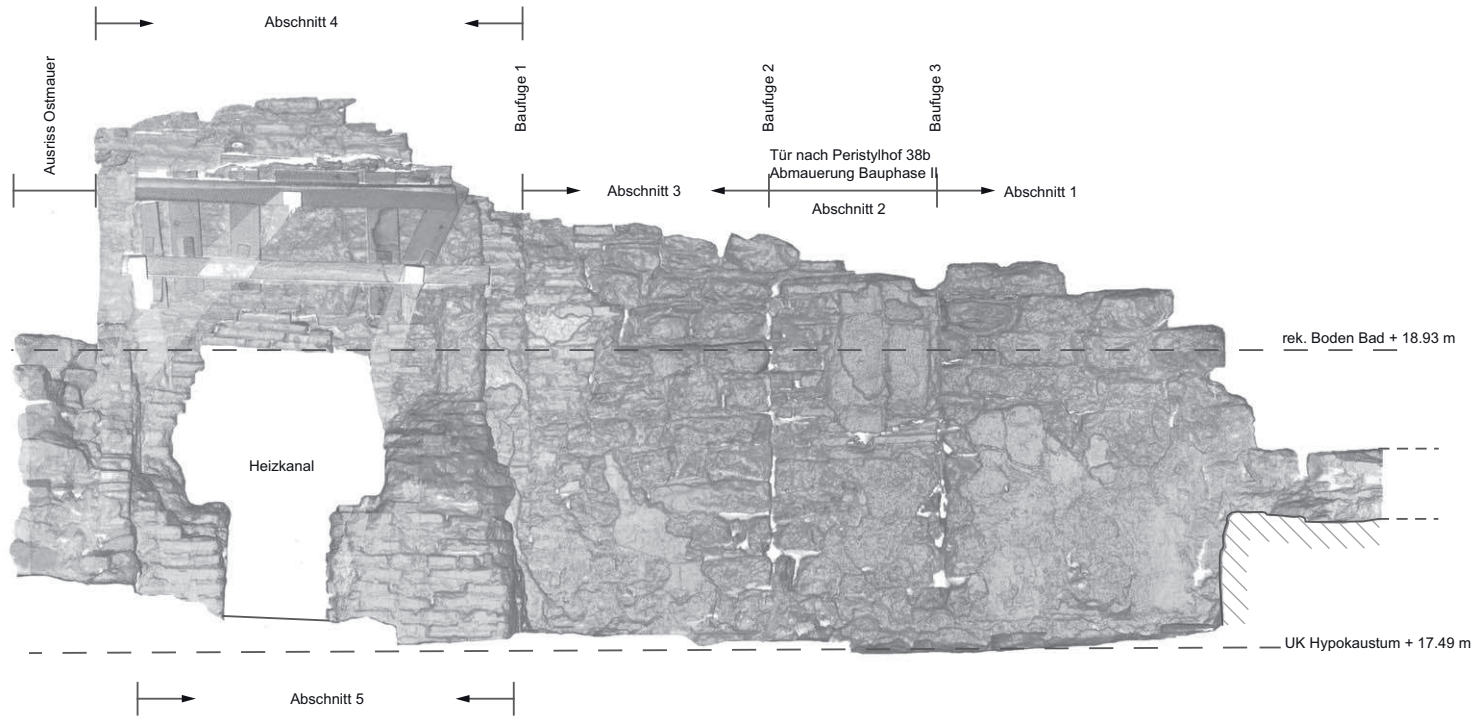 Abschnitt 4
Ausriss Ostmauer
Baufuge 1
Baufuge 2
Baufuge 3
Tür nach Peristylhof 38b
Abmauerung Bauphase II
Abschnitt 3
Abschnitt 2
Abschnitt 1
rek. Boden Bad + 18.93 m
Heizkanal
UK Hypokaustum + 17.49 m
Abschnitt 5